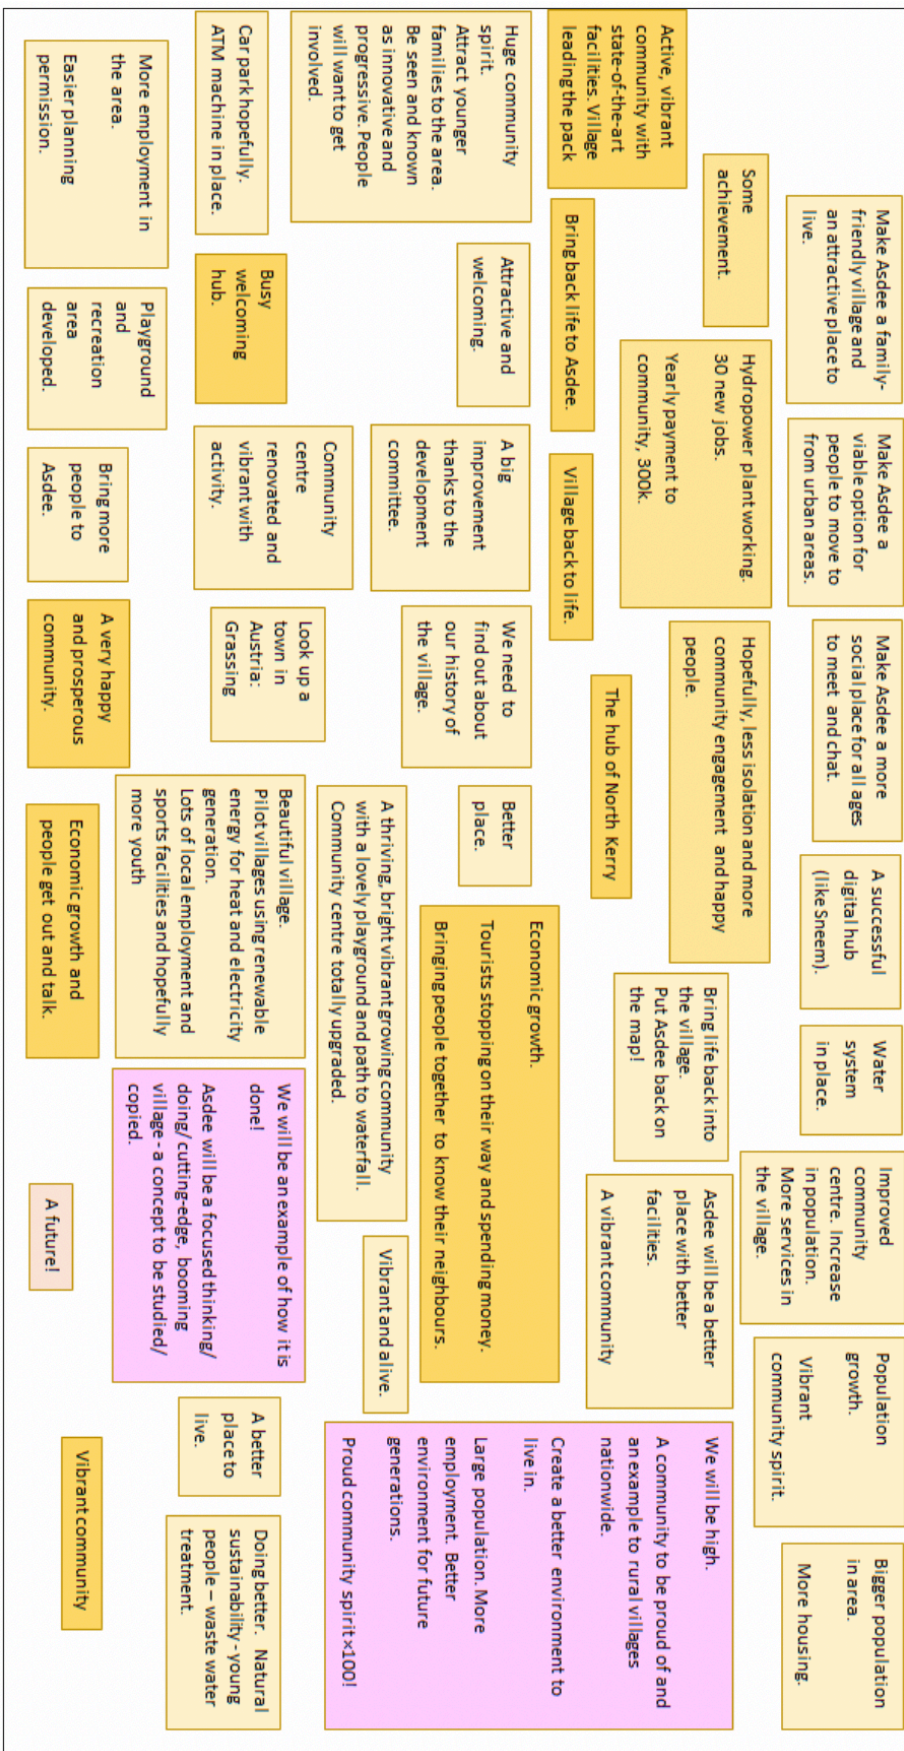 Make Asdee a family-
friendly village and
an attractive place to
live.
Make Asdee a
viable option for
people to move to
from urban areas.
Make Asdee a more
social place for all ages
to meet and chat.
A successful
digital hub
(like Sneem).
Water
system
in place.
Improved
community
centre. Increase
in population.
More services in
the village.
Population
growth.
Vibrant
community spirit.
Bigger population
in area.
More housing.
Some
achievement.
Hydropower plant working.
30 new jobs.
Yearly payment to
community, 300k.
Hopefully, less isolation and more
community engagement and happy
people.
Bring life back into
the village.
Put Asdee back on
the map!
Asdee will be a better
place with better
facilities.
A vibrant community
We will be high.
A community to be proud of and
an example to rural villages
nationwide.
Create a better environment to
live in.
Large population. More
employment. Better
environment for future
generations.
Proud community spirit x100!
Active, vibrant
community with
state-of-the-art
facilities. Village
leading the pack
Bring back life to Asdee.
Village back to life.
The hub of North Kerry
Economic growth.
Tourists stopping on their way and spending money.
Bringing people together to know their neighbours.
Huge community
spirit.
Attract younger
families to the area.
Be seen and known
as innovative and
progressive. People
will want to get
involved.
Attractive and
welcoming.
A big
improvement
thanks to the
development
committee.
We need to
find out about
our history of
the village.
Better
place.
A thriving, bright vibrant growing community
with a lovely playground and path to waterfall.
Community centre totally upgraded.
Vibrant and alive.
Car park hopefully.
ATM machine in place.
Busy
welcoming
hub.
Community
centre
renovated and
vibrant with
activity.
Look up a
town in
Austria:
Grassing
Beautiful village.
Pilot villages using renewable
energy for heat and electricity
generation.
Lots of local employment and
sports facilities and hopefully
more youth
We will be an example of how it is
done!
Asdee will be a focused thinking/
doing/ cutting-edge, booming
village - a concept to be studied/
copied.
A better
place to
live.
Doing better. Natural
sustainability - young
people – waste water
treatment.
More employment in
the area.
Easier planning
permission.
Playground
and
recreation
area
developed.
Bring more
people to
Asdee.
A very happy
and prosperous
community.
Economic growth and
people get out and talk.
A future!
Vibrant community